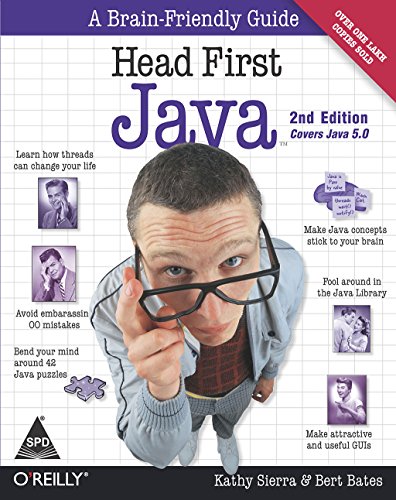 A Brain-Friendly Guide
OVER ONE LAKH
COPIES SOLD
Head First
Java™
2nd Edition
Covers Java 5.0
Learn how threads
can change your life
Make Java concepts
stick to your brain
Fool around in
the Java Library
Avoid embarassin
OO mistakes
Bend your mind
around 42
Java puzzles
Make attractive
and useful GUIs
SPD
O'REILLY®
Kathy Sierra & Bert Bates